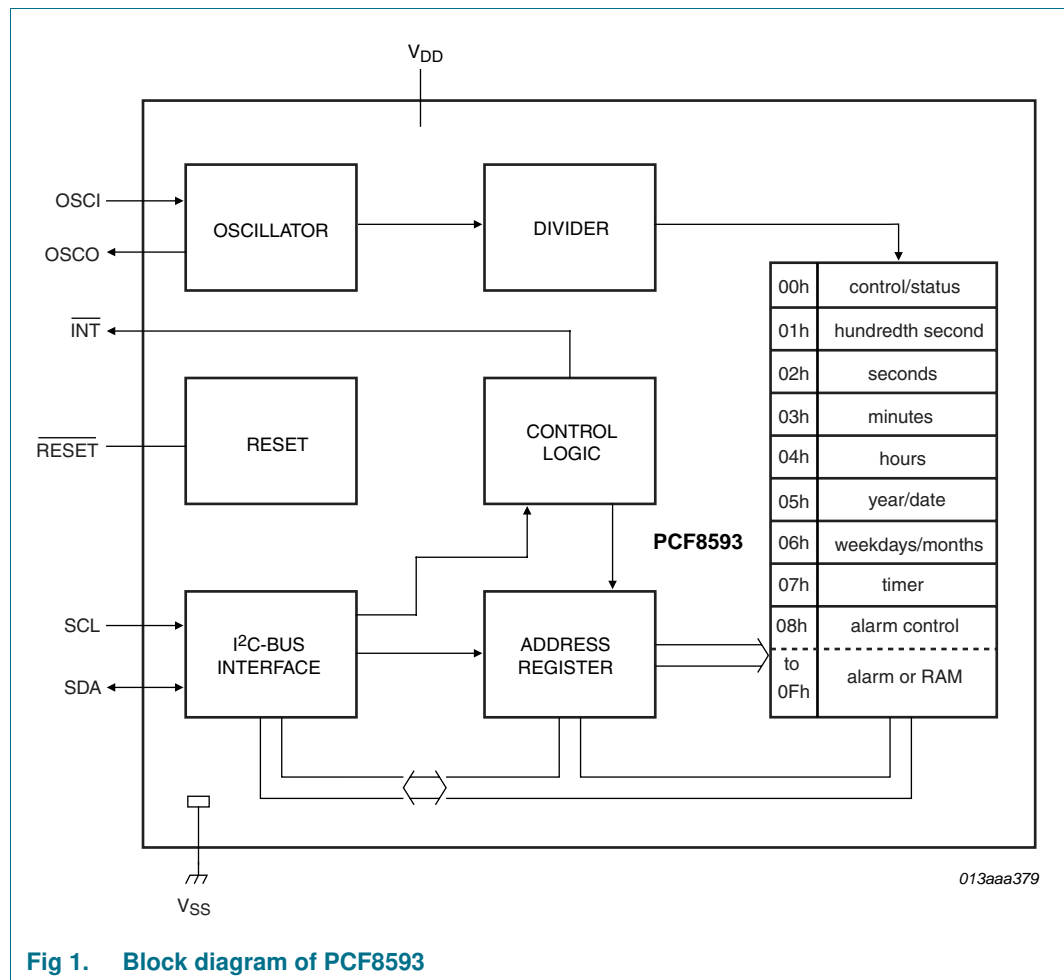 VDD
OSCI
OSCO
OSCILLATOR
DIVIDER
INT
RESET
RESET
CONTROL
LOGIC
PCF8593
SCL
SDA
I2C-BUS
INTERFACE
ADDRESS
REGISTER
00h control/status
01h hundredth second
02h seconds
03h minutes
04h hours
05h year/date
06h weekdays/months
07h timer
08h alarm control
to
0Fh
alarm or RAM
VSS
013aaa379
Fig 1. Block diagram of PCF8593